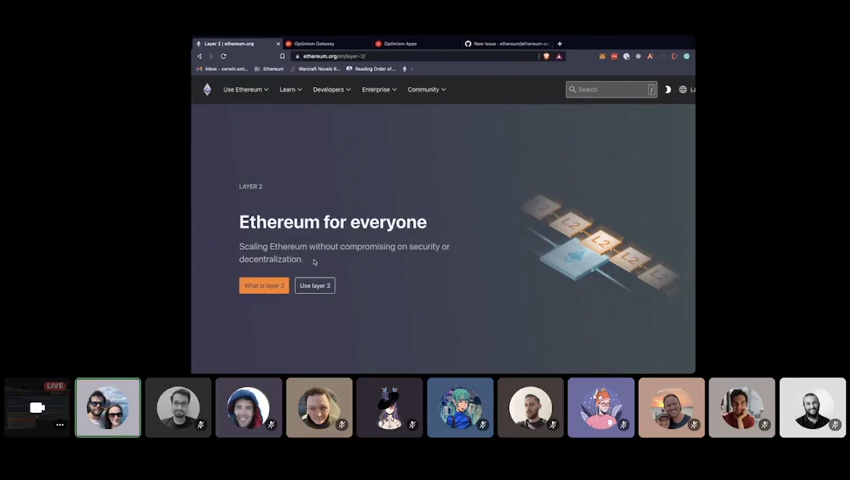 Layer 2 | ethereum.org
Optimism Gateway
Optimism Apps
New Issue · ethereum/ethereum-o
ethereum.org/en/layer-2/
Inbox - corwin.smi...
Ethereum
Warcraft Novels R...
Reading Order of...
Use Ethereum
Learn
Developers
Enterprise
Community
Search
/
LAYER 2
Ethereum for everyone
Scaling Ethereum without compromising on security or
decentralization.
What is layer 2
Use layer 2
L2
L2
L2
L2
L2
LIVE